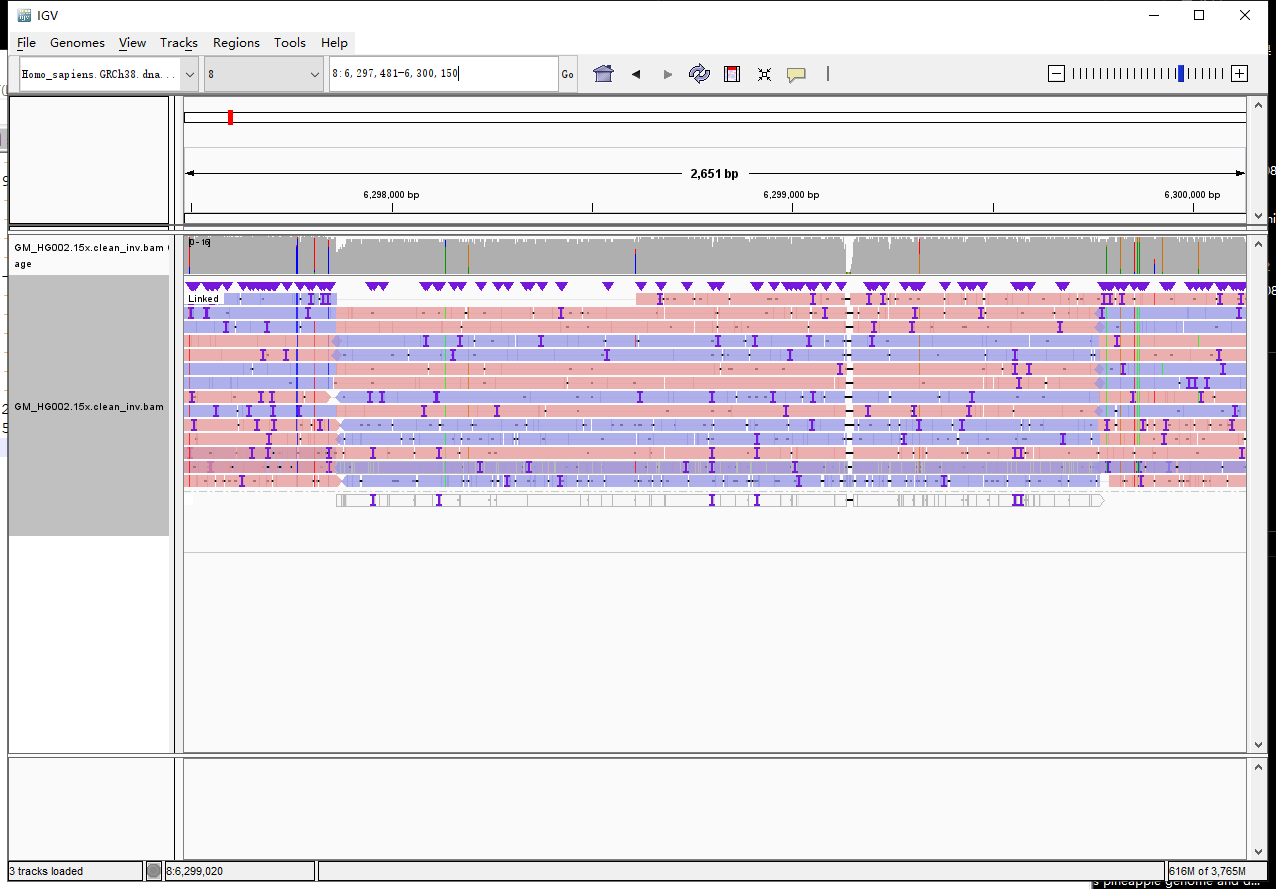 IGV
File Genomes View Tracks Regions Tools Help
Homo_sapiens.GRCh38.dna... 8 8:6,297,481-6,300,150 Go
2,651 bp
6,298,000 bp 6,299,000 bp 6,300,000 bp
GM_HG002.15x.clean_inv.bam
age
[0 - 16]
Linked
GM_HG002.15x.clean_inv.bam
3 tracks loaded 8:6,299,020 616M of 3,765M
s pineapple genome and d...